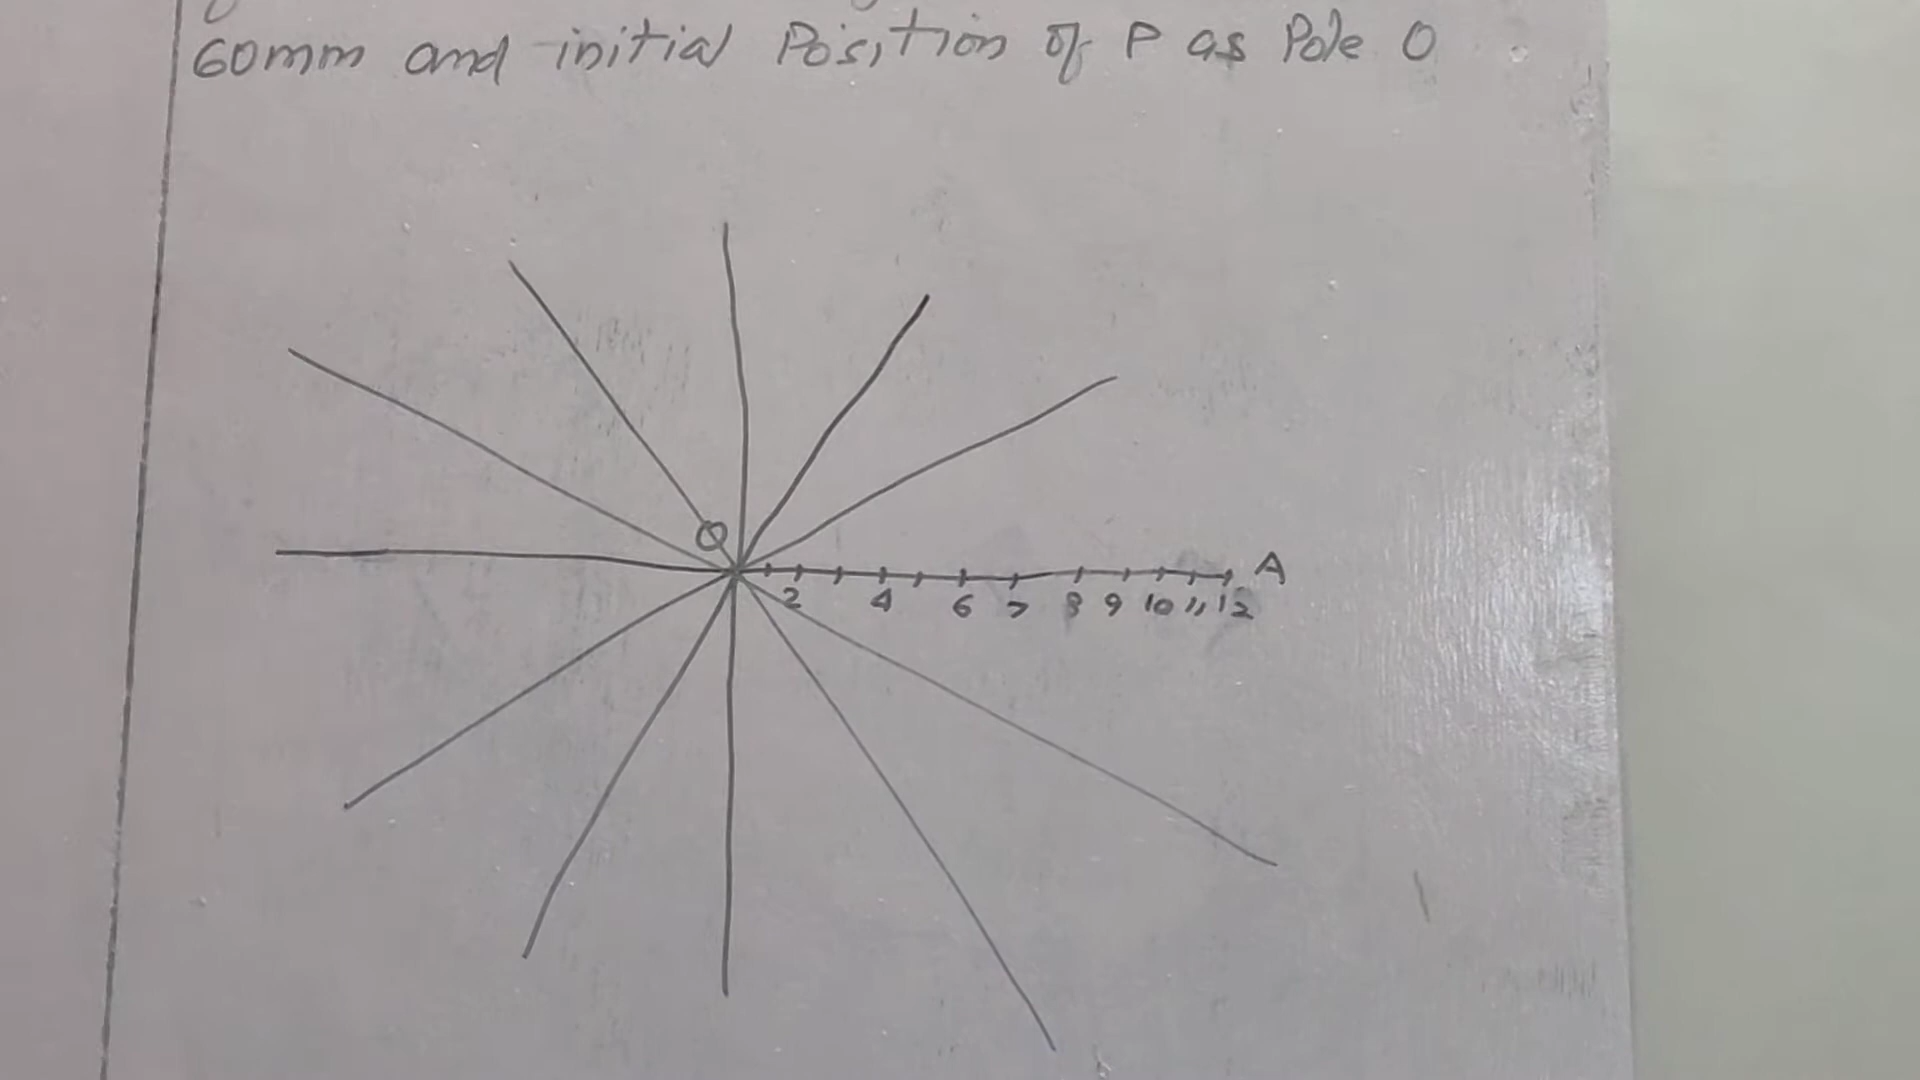 60mm and initial Position of P as Pole O
O
A
2 4 6 7 8 9 10 11 12